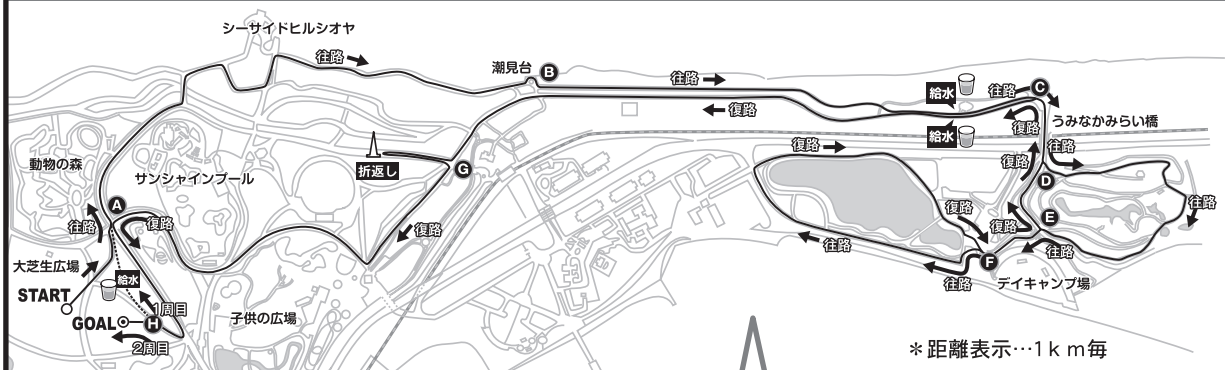 シーサイドヒルシオヤ
往路
潮見台
B
往路
復路
給水
往路
C
給水
復路
うみなかみらい橋
往路
復路
復路
D
動物の森
サンシャインプール
折返し
G
A
往路
復路
復路
往路
復路
復路
E
往路
往路
F
往路
デイキャンプ場
大芝生広場
START
給水
1周目
GOAL
H
2周目
子供の広場
*距離表示…1km毎